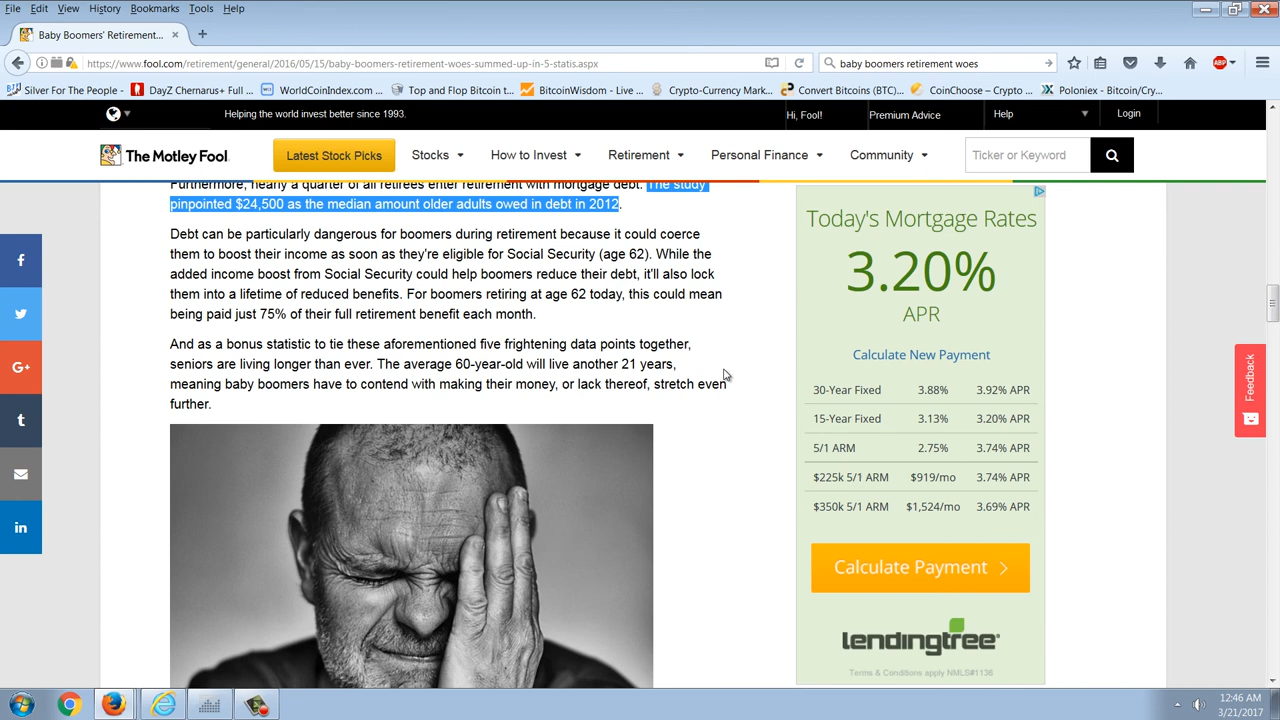 File Edit View History Bookmarks Tools Help
Baby Boomers' Retirement...
https://www.fool.com/retirement/general/2016/05/15/baby-boomers-retirement-woes-summed-up-in-5-statis.aspx
baby boomers retirement woes
ABP
Silver For The People - DayZ Chernarus+ Full ... WorldCoinIndex.com ... Top and Flop Bitcoin t... BitcoinWisdom - Live ... Crypto-Currency Mark... Convert Bitcoins (BTC)... CoinChoose – Crypto ... Poloniex - Bitcoin/Cry...
Helping the world invest better since 1993. Hi, Fool! Premium Advice Help Login
The Motley Fool. Latest Stock Picks Stocks How to Invest Retirement Personal Finance Community Ticker or Keyword
Furthermore, nearly a quarter of all retirees enter retirement with mortgage debt. The study
pinpointed $24,500 as the median amount older adults owed in debt in 2012.
Debt can be particularly dangerous for boomers during retirement because it could coerce
them to boost their income as soon as they're eligible for Social Security (age 62). While the
added income boost from Social Security could help boomers reduce their debt, it'll also lock
them into a lifetime of reduced benefits. For boomers retiring at age 62 today, this could mean
being paid just 75% of their full retirement benefit each month.
And as a bonus statistic to tie these aforementioned five frightening data points together,
seniors are living longer than ever. The average 60-year-old will live another 21 years,
meaning baby boomers have to contend with making their money, or lack thereof, stretch even
further.
Today's Mortgage Rates
3.20%
APR
Calculate New Payment
30-Year Fixed 3.88% 3.92% APR
15-Year Fixed 3.13% 3.20% APR
5/1 ARM 2.75% 3.74% APR
$225k 5/1 ARM $919/mo 3.74% APR
$350k 5/1 ARM $1,524/mo 3.69% APR
Calculate Payment
lendingtree
Terms & Conditions apply NMLS#1136
Feedback
12:46 AM
3/21/2017